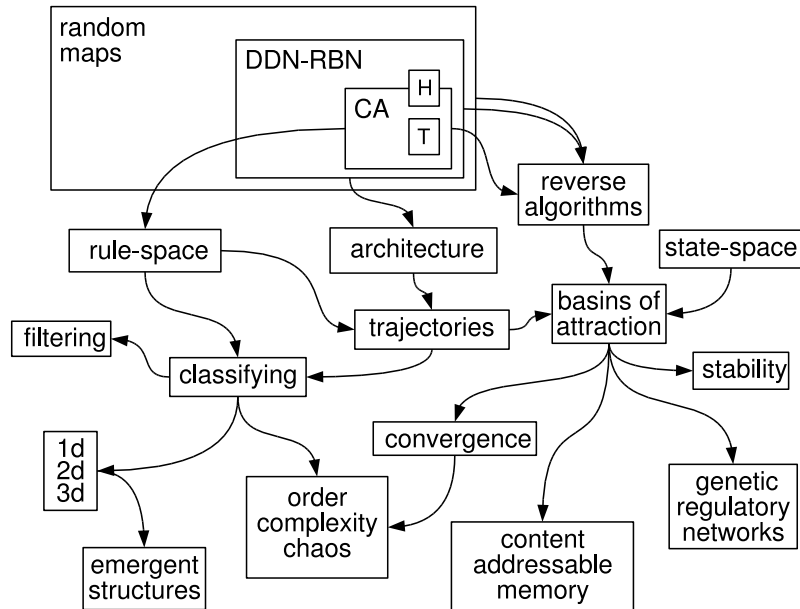 random
maps
DDN-RBN
H
CA
T
reverse
algorithms
rule-space
architecture
state-space
basins of
attraction
filtering
trajectories
classifying
stability
convergence
1d
2d
3d
order
complexity
chaos
genetic
regulatory
networks
content
addressable
memory
emergent
structures